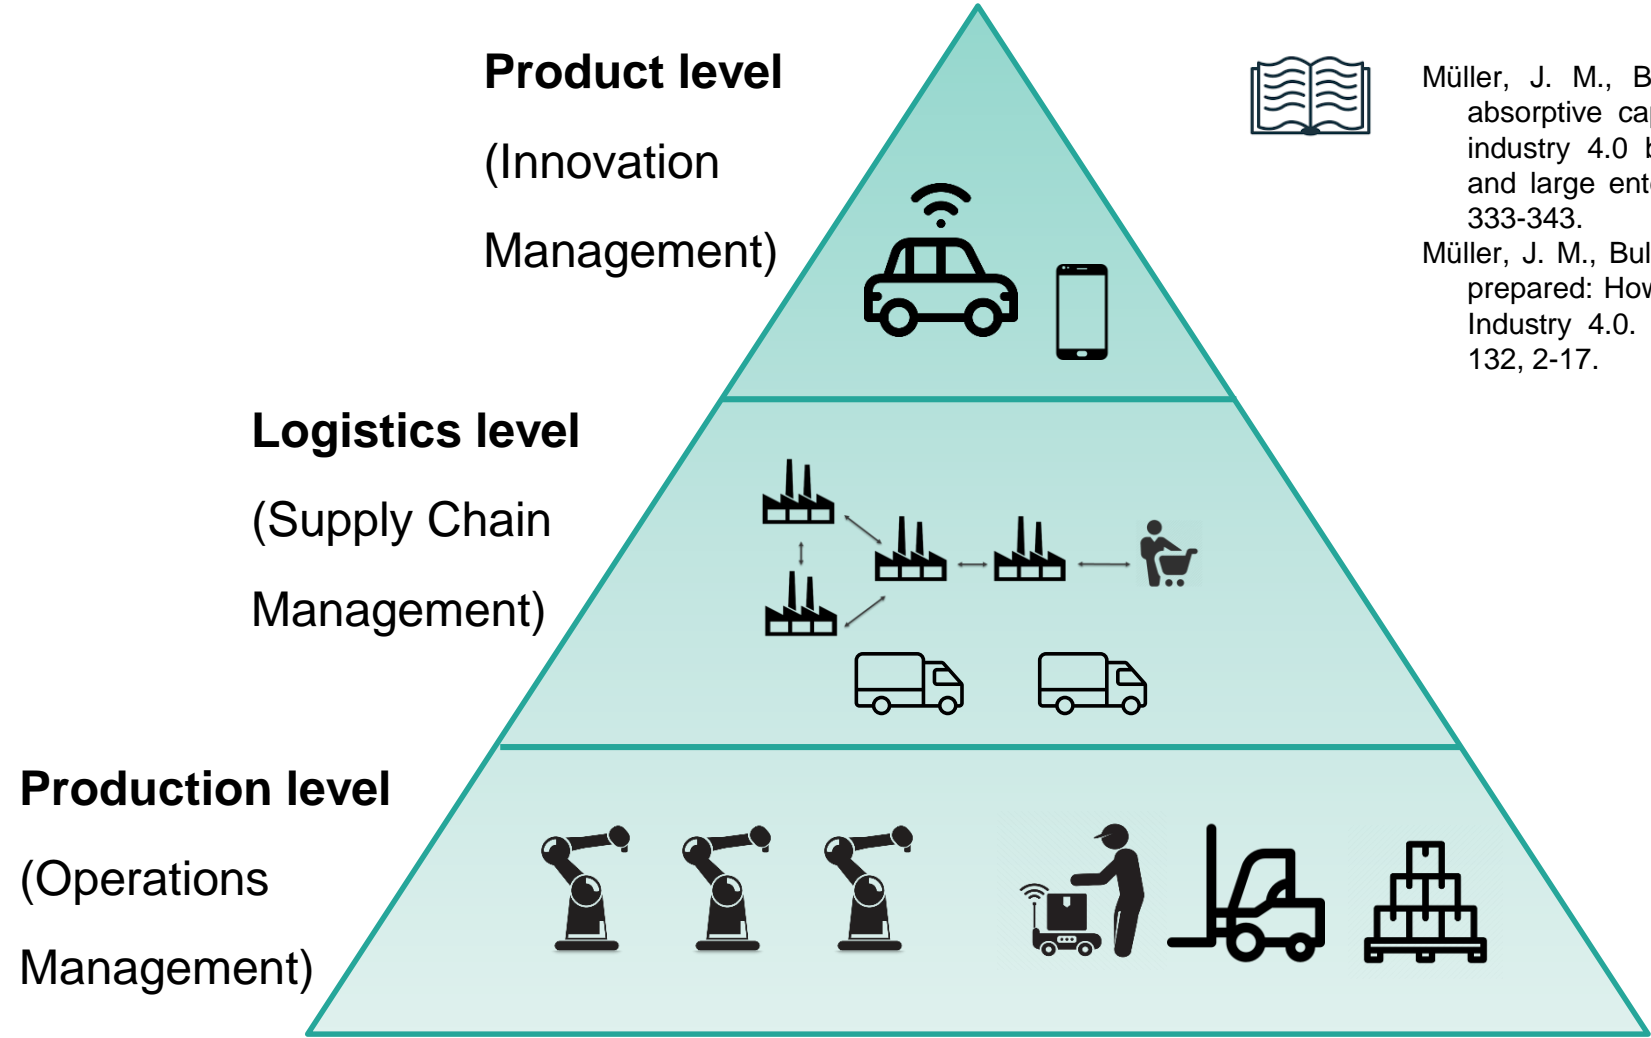 Product level
(Innovation
Management)
Logistics level
(Supply Chain
Management)
Production level
(Operations
Management)
Müller, J. M.,
absorptive
industry 4.0
and large
333-343.
Müller, J. M.,
prepared:
Industry 4.0.
132, 2-17.